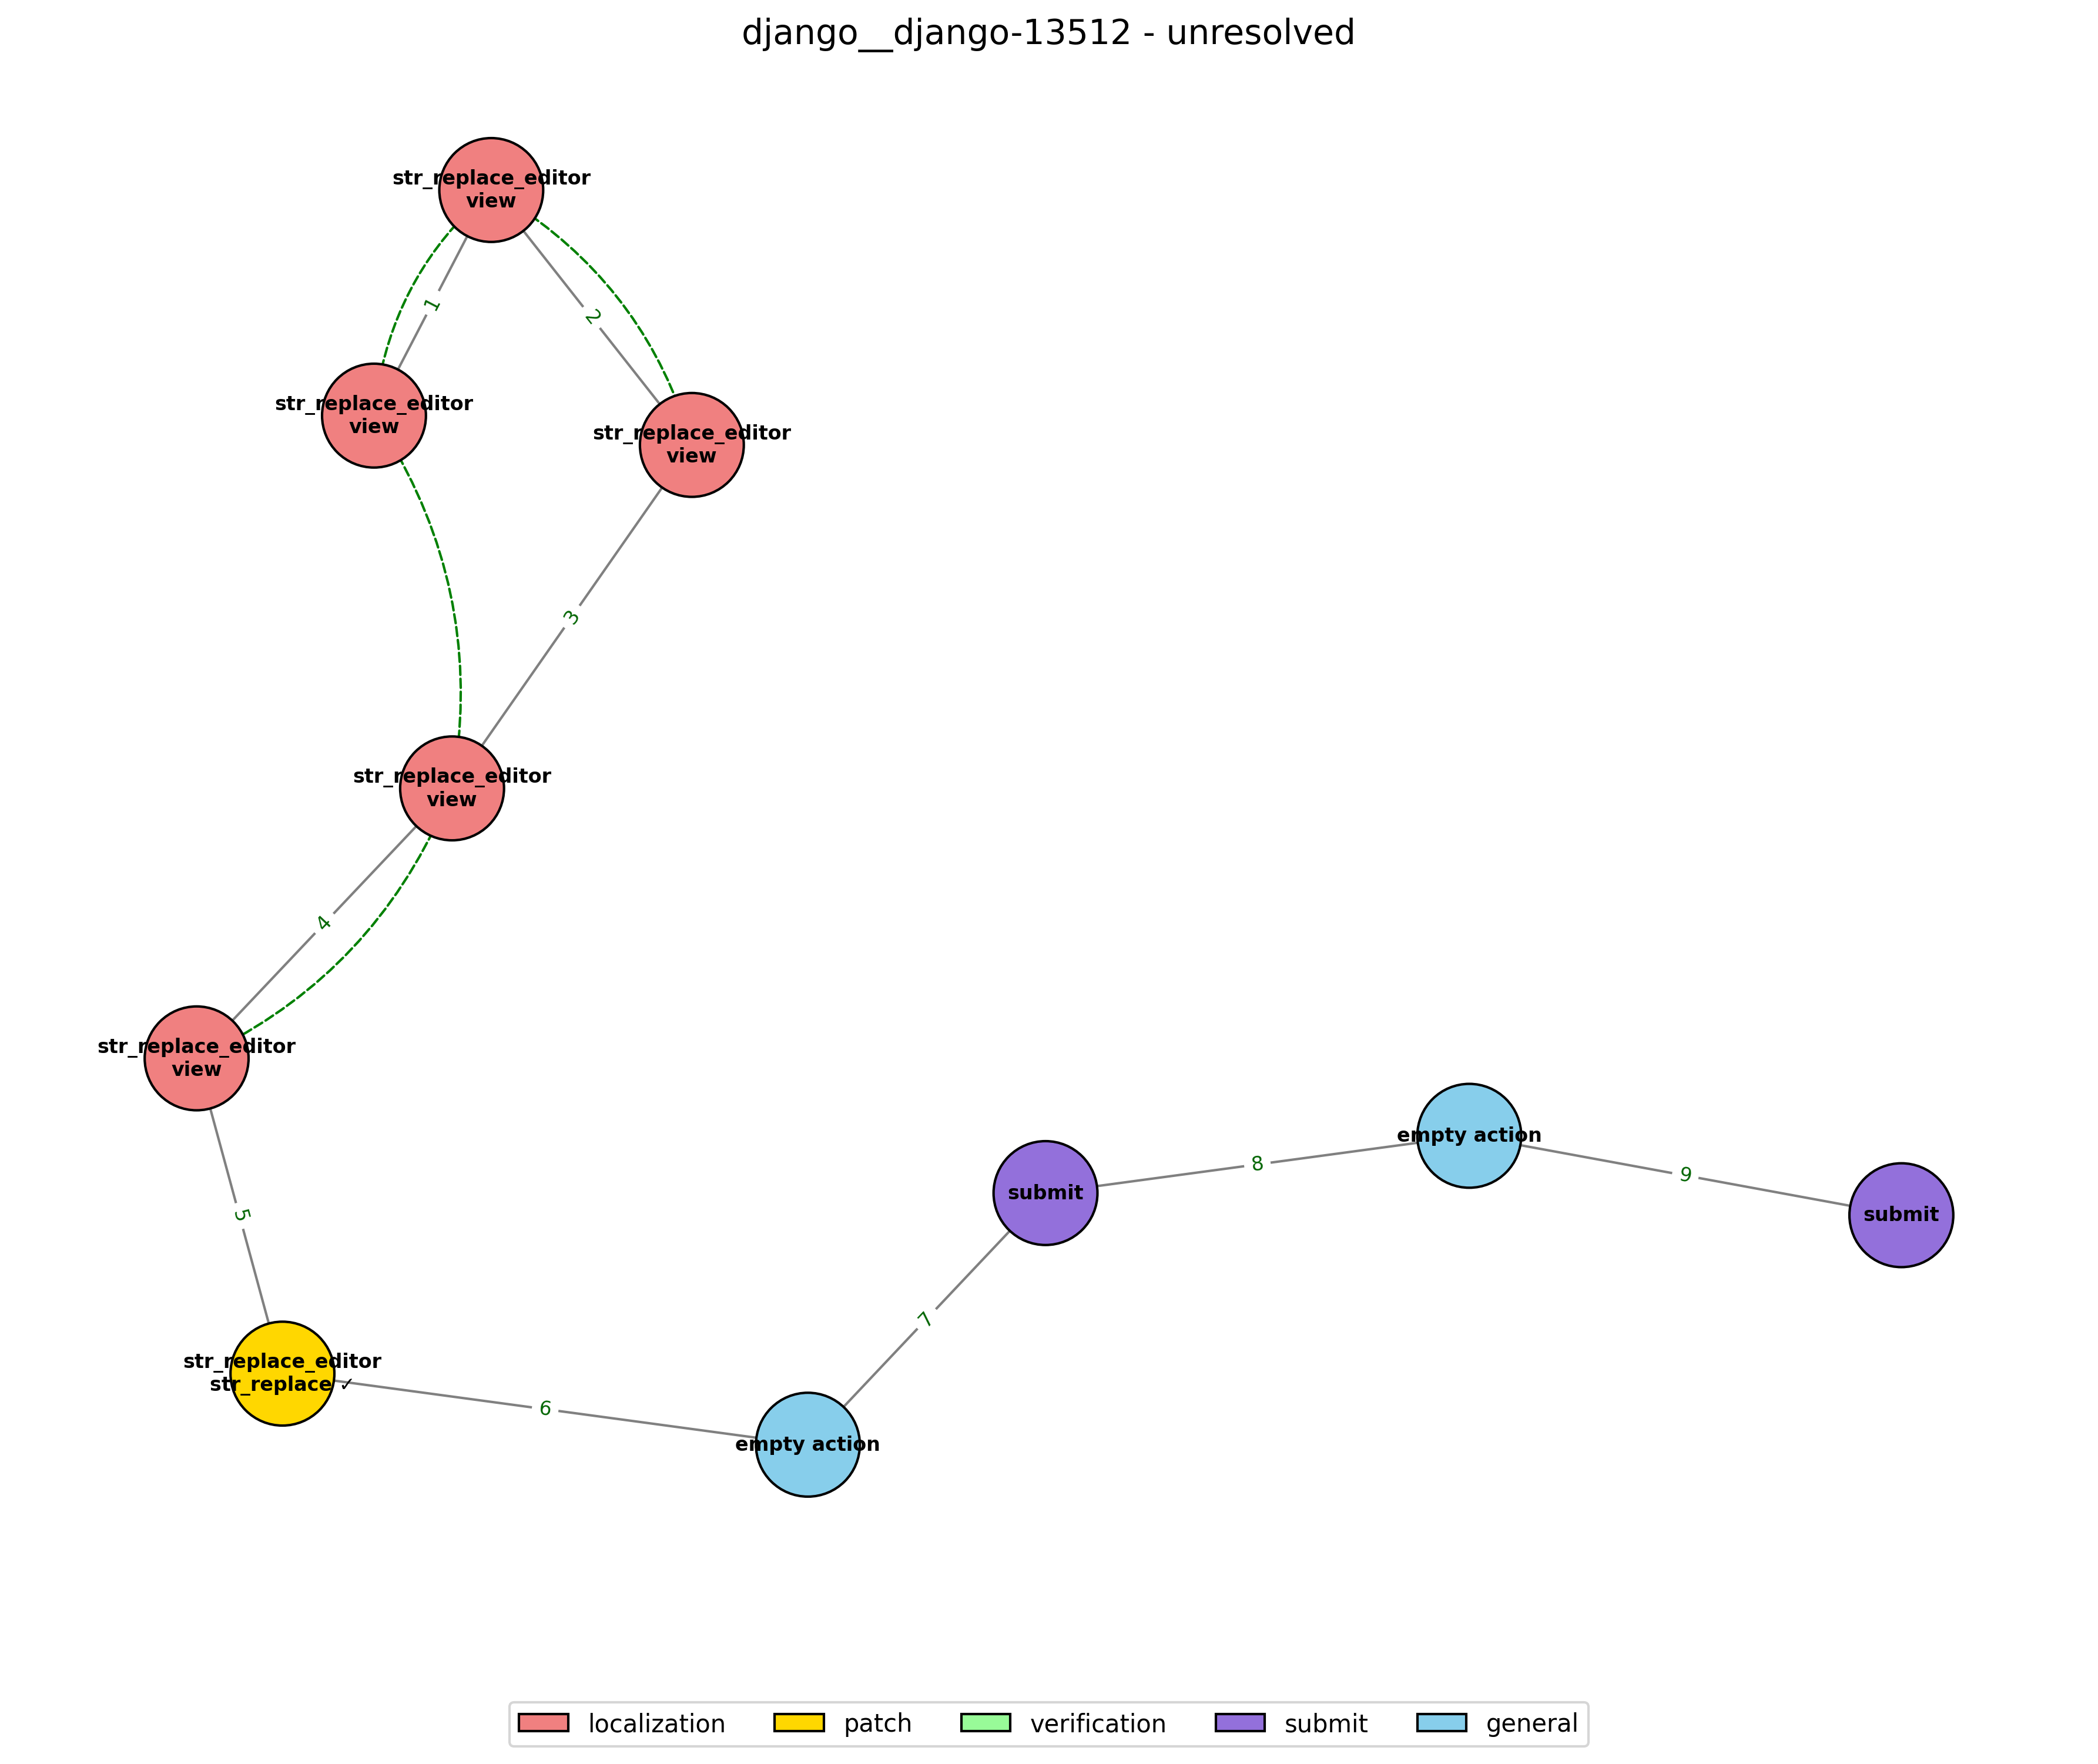 django__django-13512 - unresolved
str_replace_editor
view
1
2
str_replace_editor
view
str_replace_editor
view
3
str_replace_editor
view
4
str_replace_editor
view
5
str_replace_editor
str_replace ✓
6
empty action
7
submit
8
empty action
9
submit
localization
patch
verification
submit
general